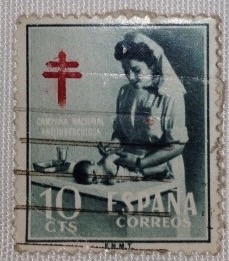 CAMPAÑA NACIONAL
ANTITUBERCULOSA
10
CTS
ESPAÑA
CORREOS
F.N.M.T.